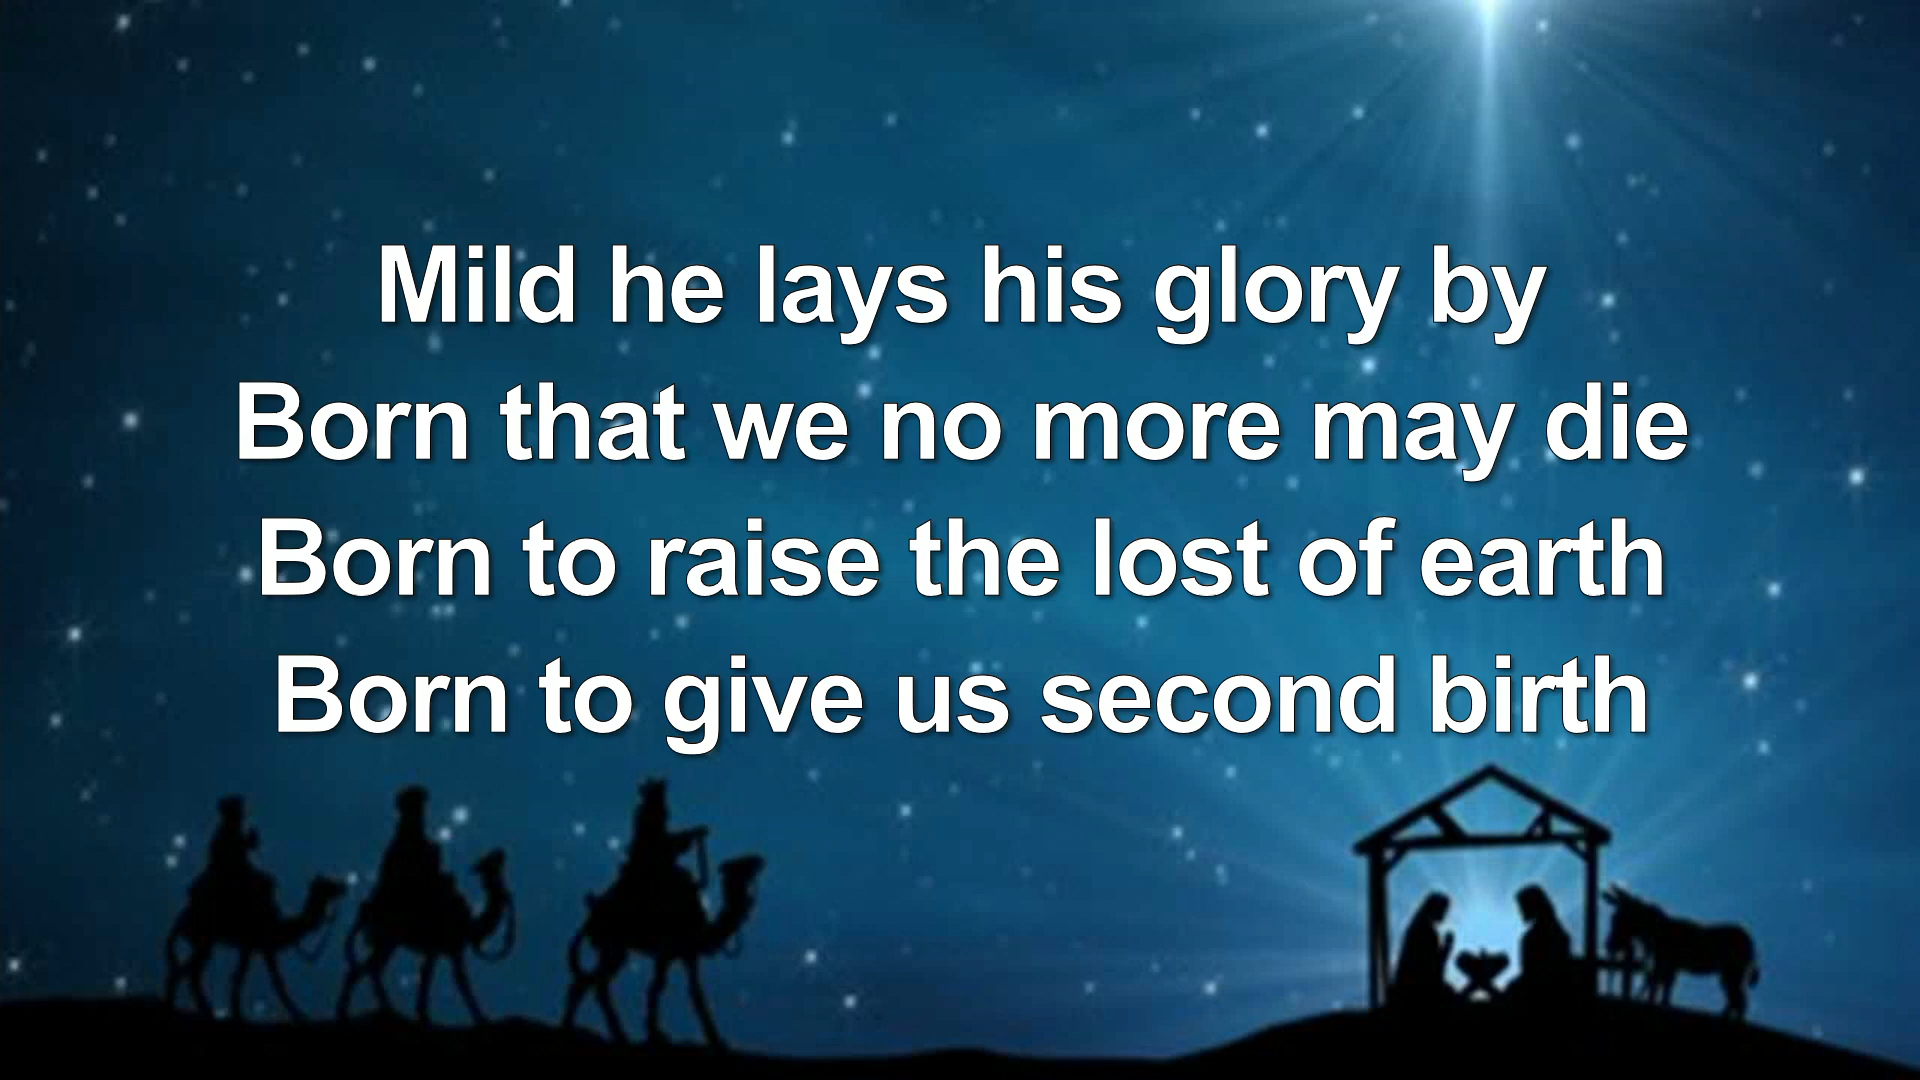 Mild he lays his glory by
Born that we no more may die
Born to raise the lost of earth
Born to give us second birth